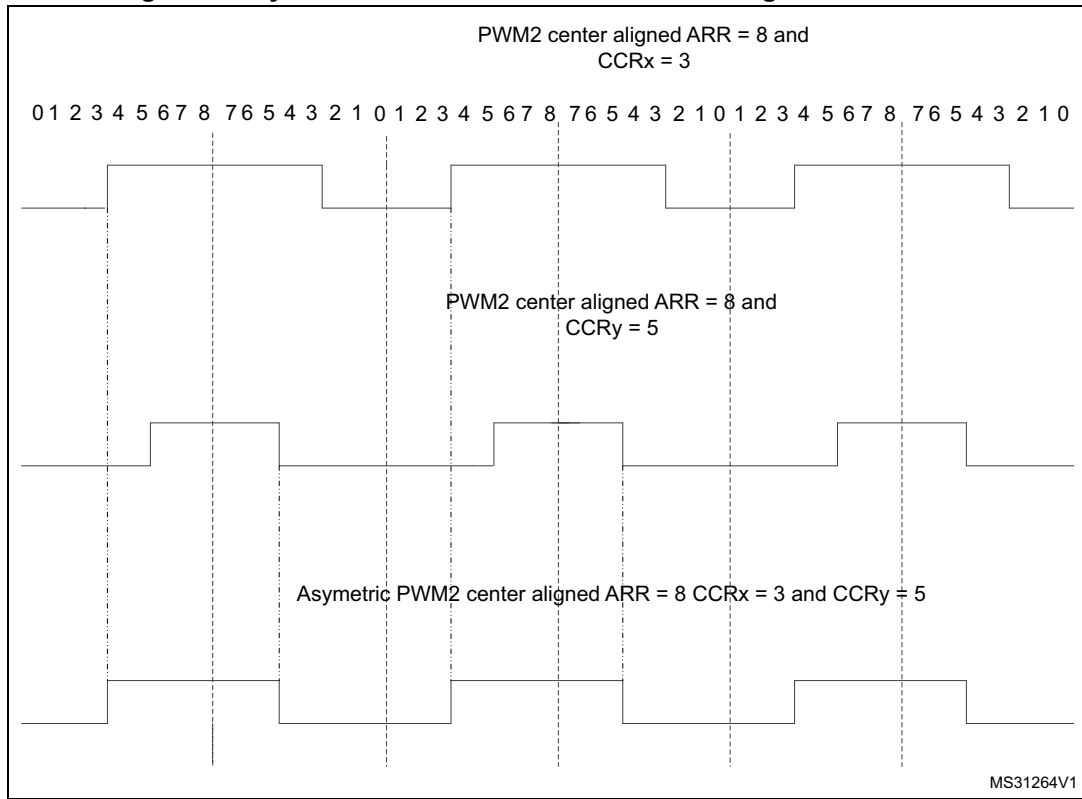 PWM2 center aligned ARR = 8 and
CCRx = 3
0 1 2 3 4 5 6 7 8 7 6 5 4 3 2 1 0 1 2 3 4 5 6 7 8 7 6 5 4 3 2 1 0 1 2 3 4 5 6 7 8 7 6 5 4 3 2 1 0
PWM2 center aligned ARR = 8 and
CCRy = 5
Asymetric PWM2 center aligned ARR = 8 CCRx = 3 and CCRy = 5
MS31264V1